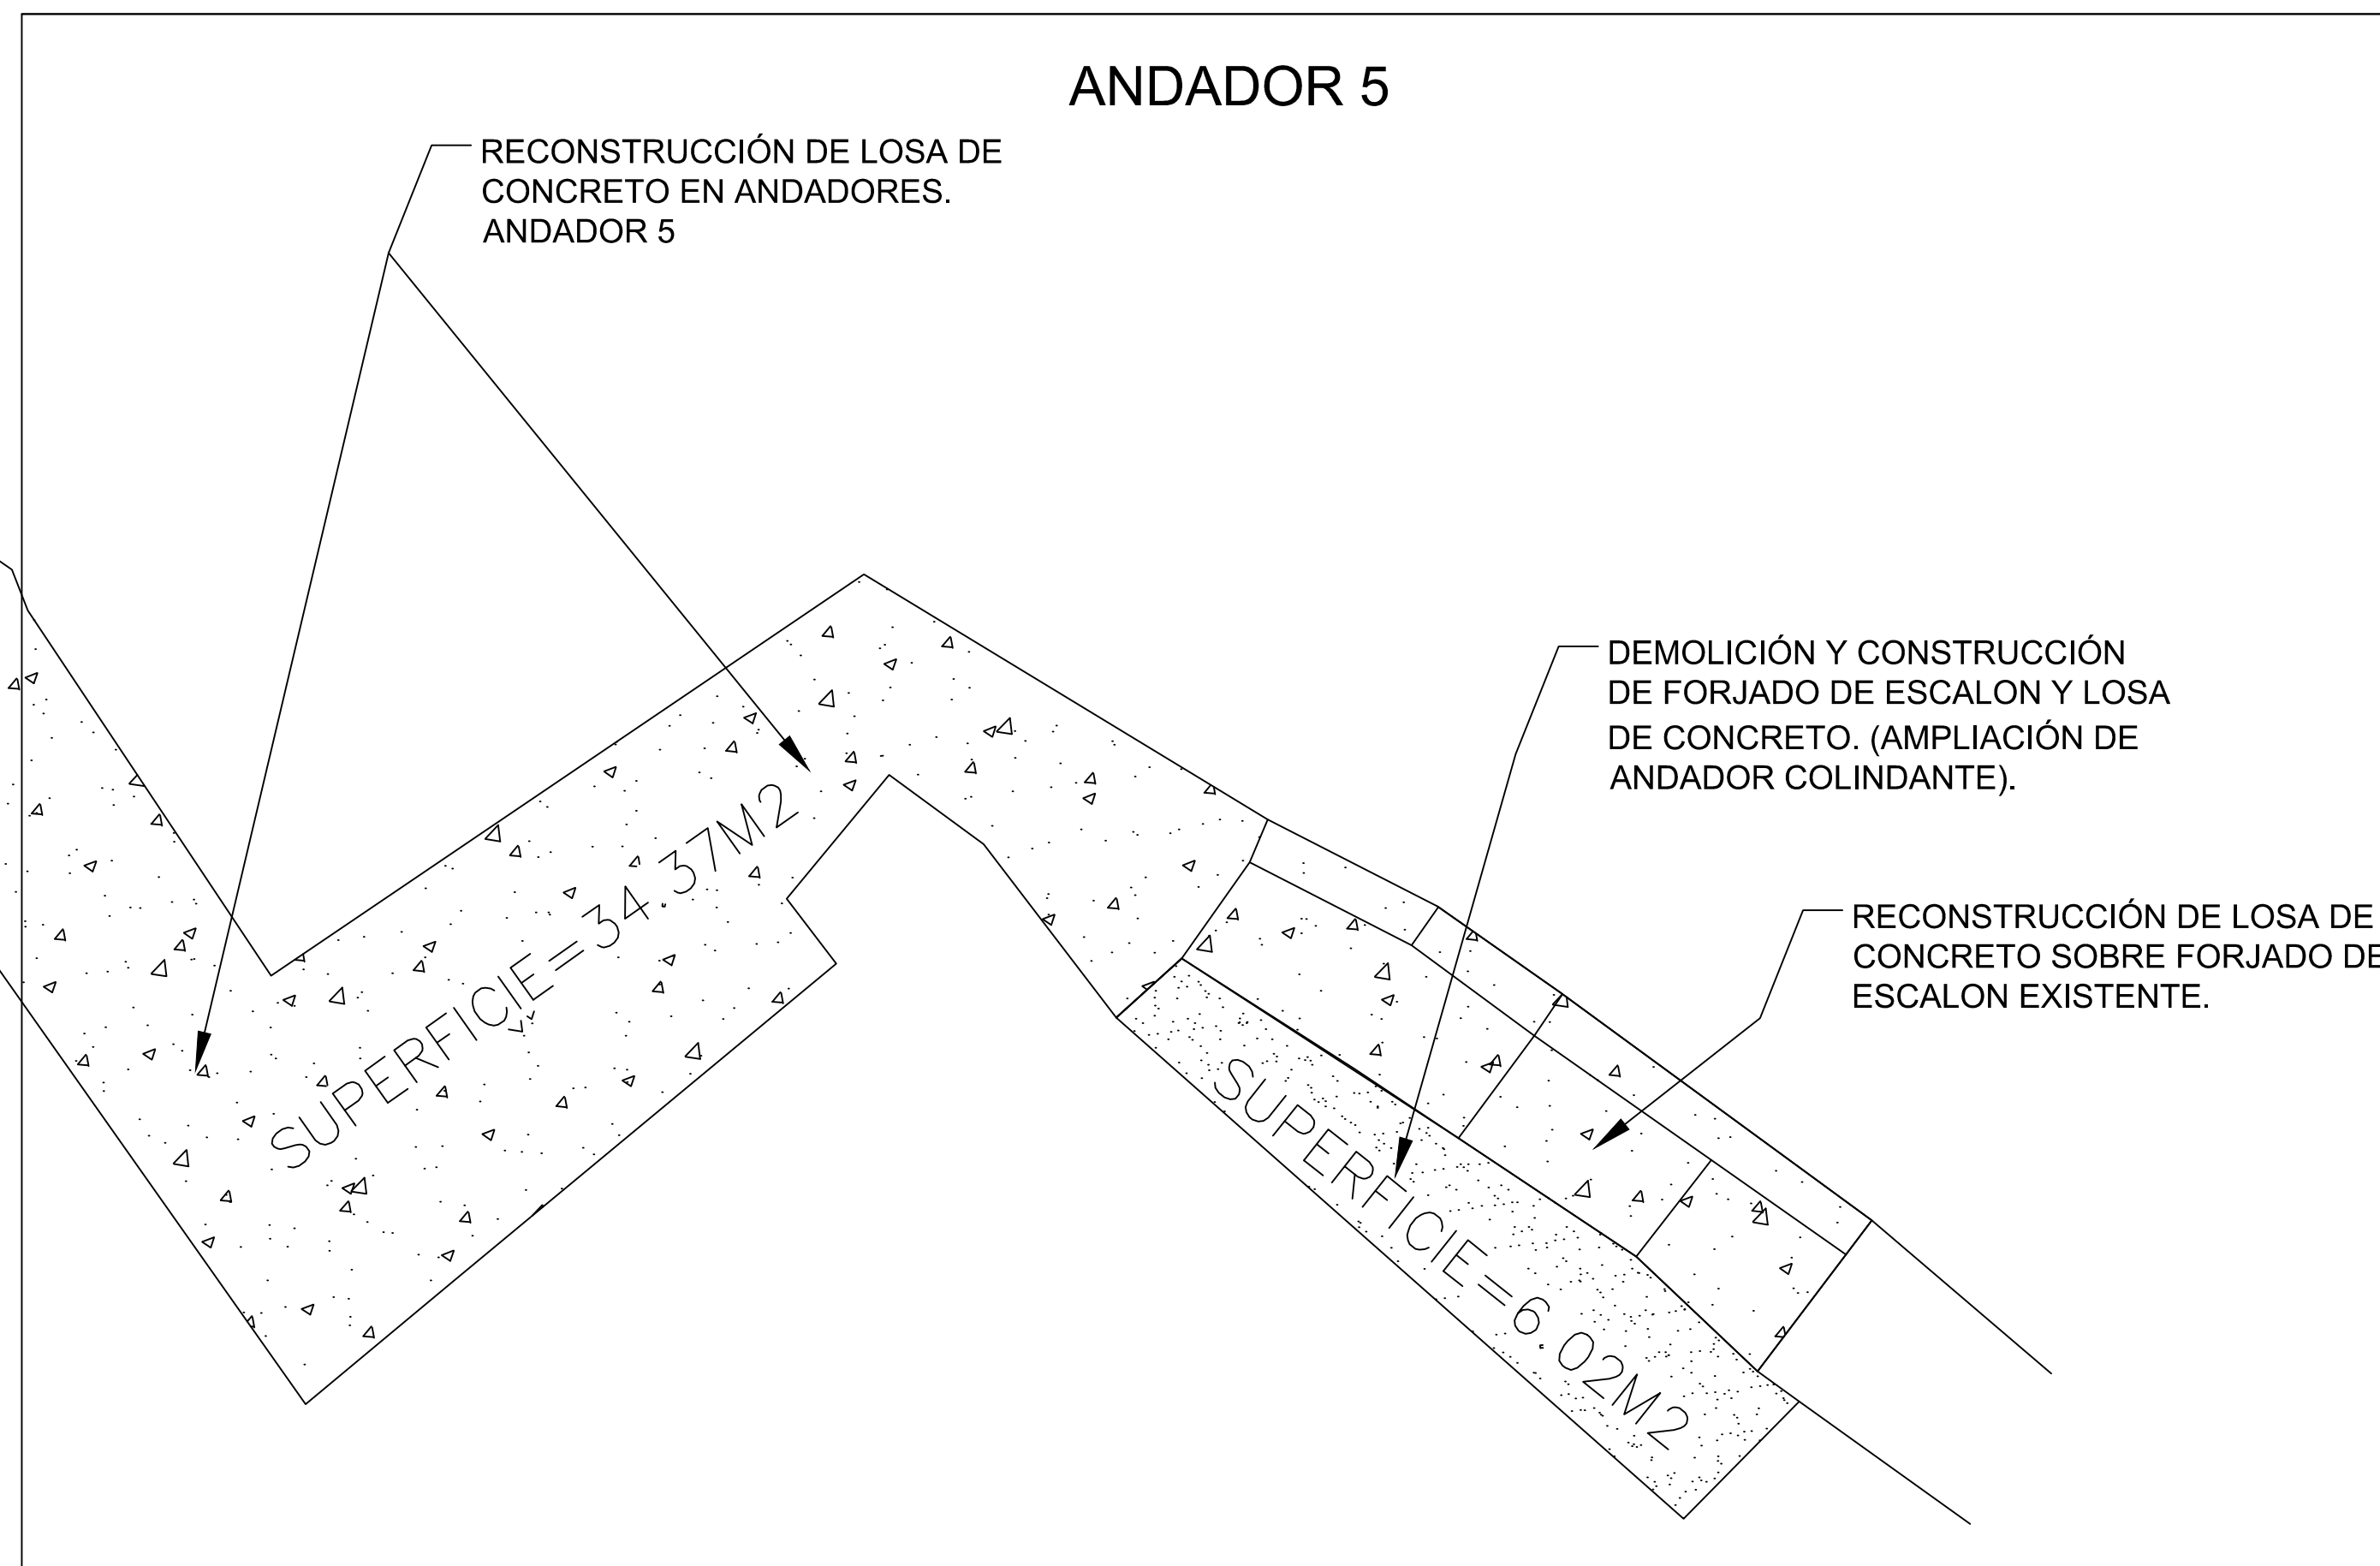 ANDADOR 5
RECONSTRUCCIÓN DE LOSA DE
CONCRETO EN ANDADORES.
ANDADOR 5
DEMOLICIÓN Y CONSTRUCCIÓN
DE FORJADO DE ESCALON Y LOSA
DE CONCRETO. (AMPLIACIÓN DE
ANDADOR COLINDANTE).
RECONSTRUCCIÓN DE LOSA DE
CONCRETO SOBRE FORJADO DE
ESCALON EXISTENTE.
SUPERFICIE=34.37M2
SUPERFICIE=6.02M2